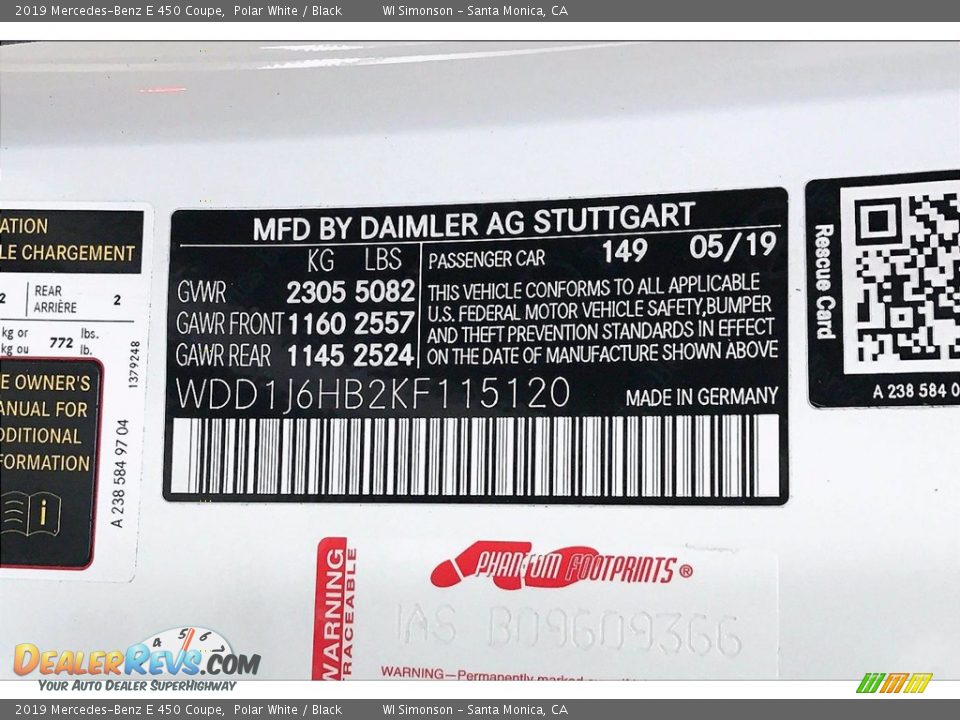 2019 Mercedes-Benz E 450 Coupe, Polar White / Black WI Simonson - Santa Monica, CA
ATION
LE CHARGEMENT
2 REAR ARRIÈRE 2
kg or kg ou 772 lbs. lb.
1379248
E OWNER'S
ANUAL FOR
DDITIONAL
FORMATION
i
A 238 584 97 04
MFD BY DAIMLER AG STUTTGART
KG LBS
GVWR 2305 5082
GAWR FRONT 1160 2557
GAWR REAR 1145 2524
PASSENGER CAR 149 05/19
THIS VEHICLE CONFORMS TO ALL APPLICABLE
U.S. FEDERAL MOTOR VEHICLE SAFETY,BUMPER
AND THEFT PREVENTION STANDARDS IN EFFECT
ON THE DATE OF MANUFACTURE SHOWN ABOVE
WDD1J6HB2KF115120 MADE IN GERMANY
Rescue Card
A 238 584 0
WARNING
TRACEABLE
PHANTOM FOOTPRINTS®
IAS B09609366
WARNING—Permanently marked
4 5 6 7
DEALERREVS.COM
YOUR AUTO DEALER SUPERHIGHWAY
2019 Mercedes-Benz E 450 Coupe, Polar White / Black WI Simonson - Santa Monica, CA